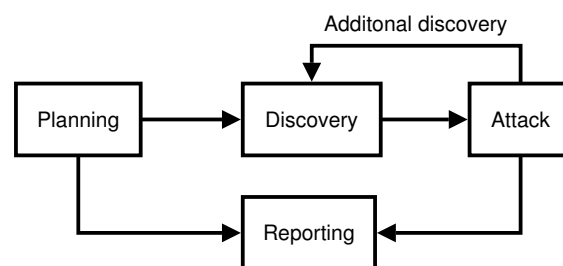 Additonal discovery
Planning
Discovery
Attack
Reporting